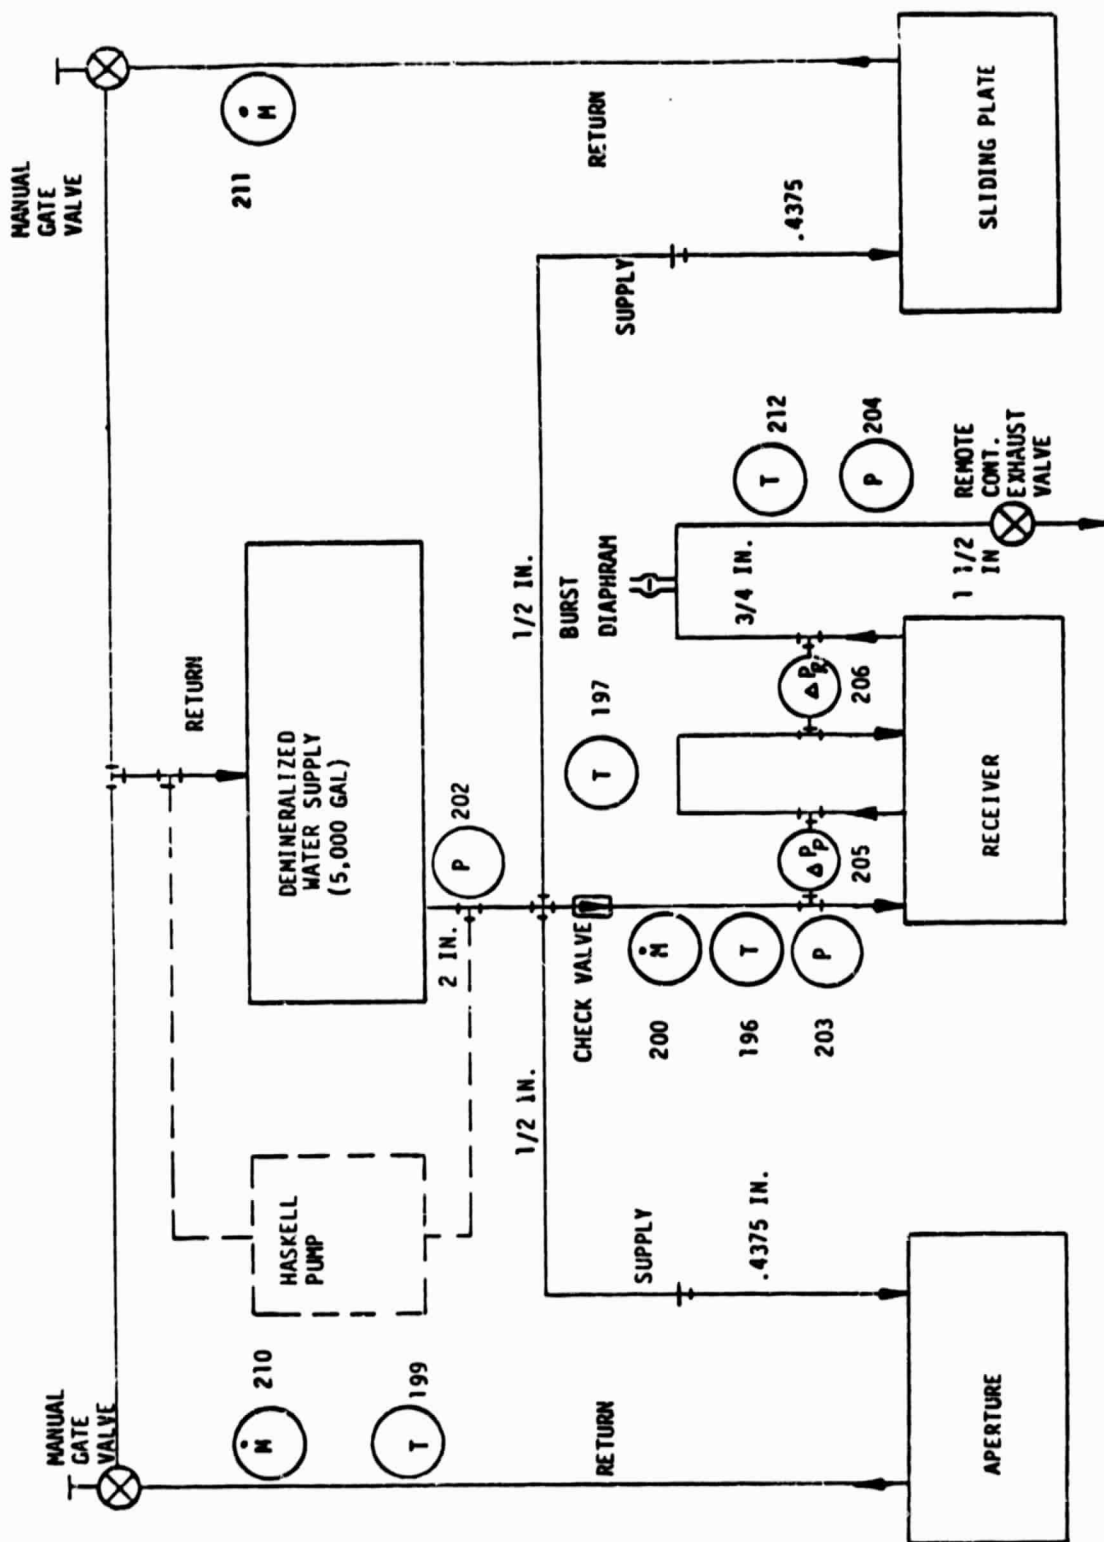 MANUAL
GATE
VALVE
Ṁ
210
T
199
RETURN
APERTURE
HASKELL
PUMP
SUPPLY
.4375 IN.
1/2 IN.
RETURN
DEMINERALIZED
WATER SUPPLY
(5,000 GAL)
2 IN.
P
202
CHECK VALVE
Ṁ
200
T
196
P
203
T
197
Δ PP
205
Δ PR
206
RECEIVER
1/2 IN.
BURST
DIAPHRAM
3/4 IN.
T
212
P
204
1 1/2
IN
REMOTE
CONT.
EXHAUST
VALVE
MANUAL
GATE
VALVE
Ṁ
211
RETURN
SUPPLY
.4375
SLIDING PLATE